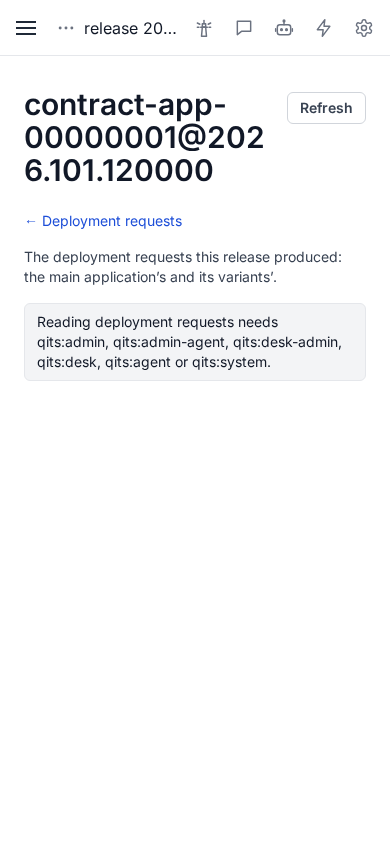 release 20...
contract-app-
00000001@202
6.101.120000
Refresh
← Deployment requests
The deployment requests this release produced:
the main application’s and its variants’.
Reading deployment requests needs
qits:admin, qits:admin-agent, qits:desk-admin,
qits:desk, qits:agent or qits:system.